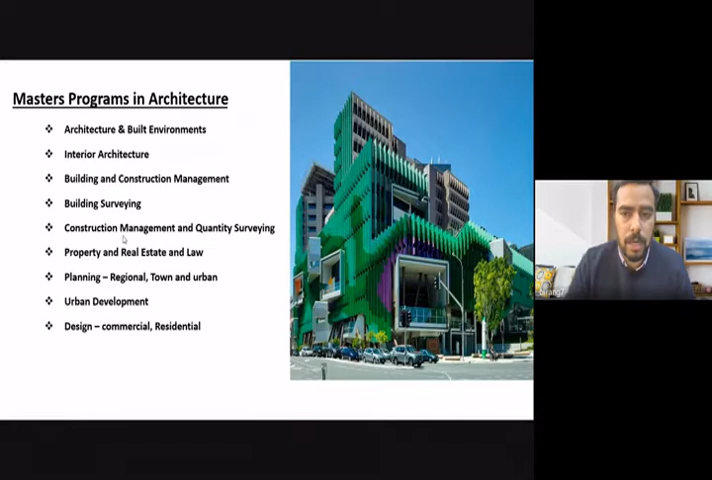 Masters Programs in Architecture
Architecture & Built Environments
Interior Architecture
Building and Construction Management
Building Surveying
Construction Management and Quantity Surveying
Property and Real Estate and Law
Planning – Regional, Town and urban
Urban Development
Design – commercial, Residential